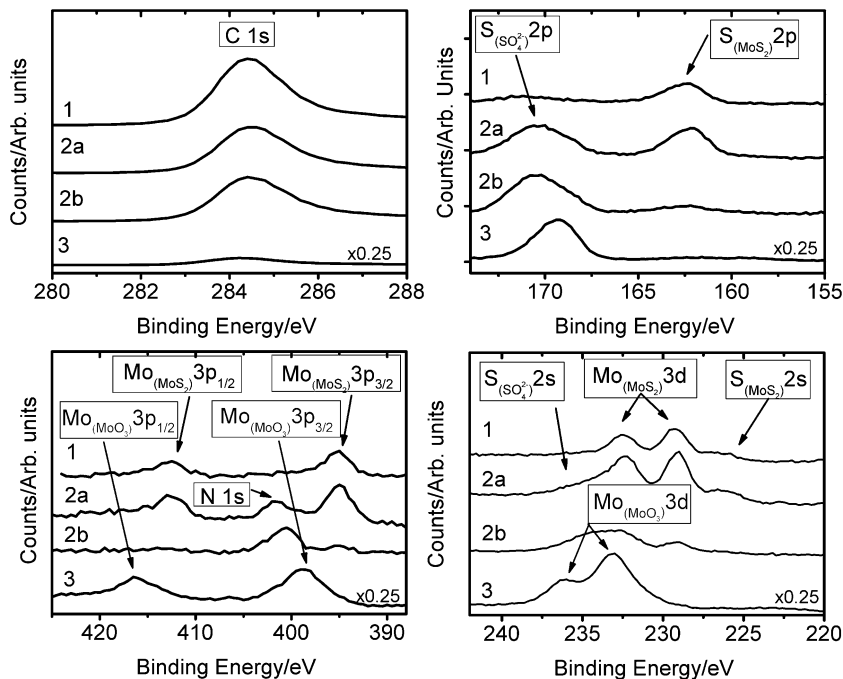 C 1s
1
2a
2b
3
x0.25
280 282 284 286 288
Binding Energy/eV
Counts/Arb. units
S(SO₄²⁻)2p
S(MoS₂)2p
1
2a
2b
3
x0.25
170 165 160 155
Binding Energy/eV
Counts/Arb. Units
Mo(MoS₂)3p1/2
Mo(MoS₂)3p3/2
Mo(MoO₃)3p1/2
Mo(MoO₃)3p3/2
N 1s
1
2a
2b
3
x0.25
420 410 400 390
Binding Energy/eV
Counts/Arb. units
S(SO₄²⁻)2s
Mo(MoS₂)3d
S(MoS₂)2s
Mo(MoO₃)3d
1
2a
2b
3
x0.25
240 235 230 225 220
Binding Energy/eV
Counts/Arb. units